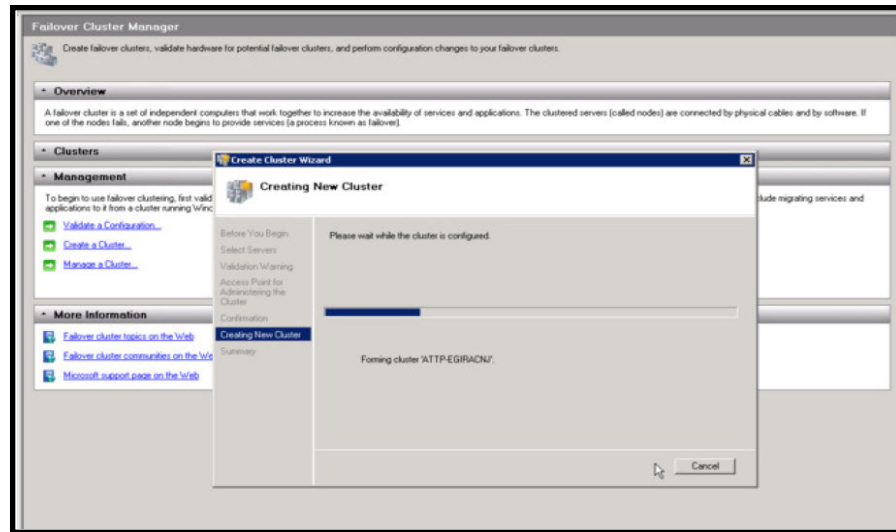 Failover Cluster Manager
Create failover clusters, validate hardware for potential failover clusters, and perform configuration changes to your failover clusters.
Overview
A failover cluster is a set of independent computers that work together to increase the availability of services and applications. The clustered servers (called nodes) are connected by physical cables and by software. If
one of the nodes fails, another node begins to provide services (a process known as failover).
Clusters
Management
To begin to use failover clustering, first valid
lude migrating services and
applications to it from a cluster running Winc
Validate a Configuration...
Create a Cluster...
Manage a Cluster...
More Information
Failover cluster topics on the Web
Failover cluster communities on the We
Microsoft support page on the Web
Create Cluster Wizard
Creating New Cluster
Before You Begin
Select Servers
Validation Warning
Access Point for
Administering the
Cluster
Confirmation
Creating New Cluster
Summary
Please wait while the cluster is configured.
Forming cluster 'ATTP-EGIRACNJ'.
Cancel